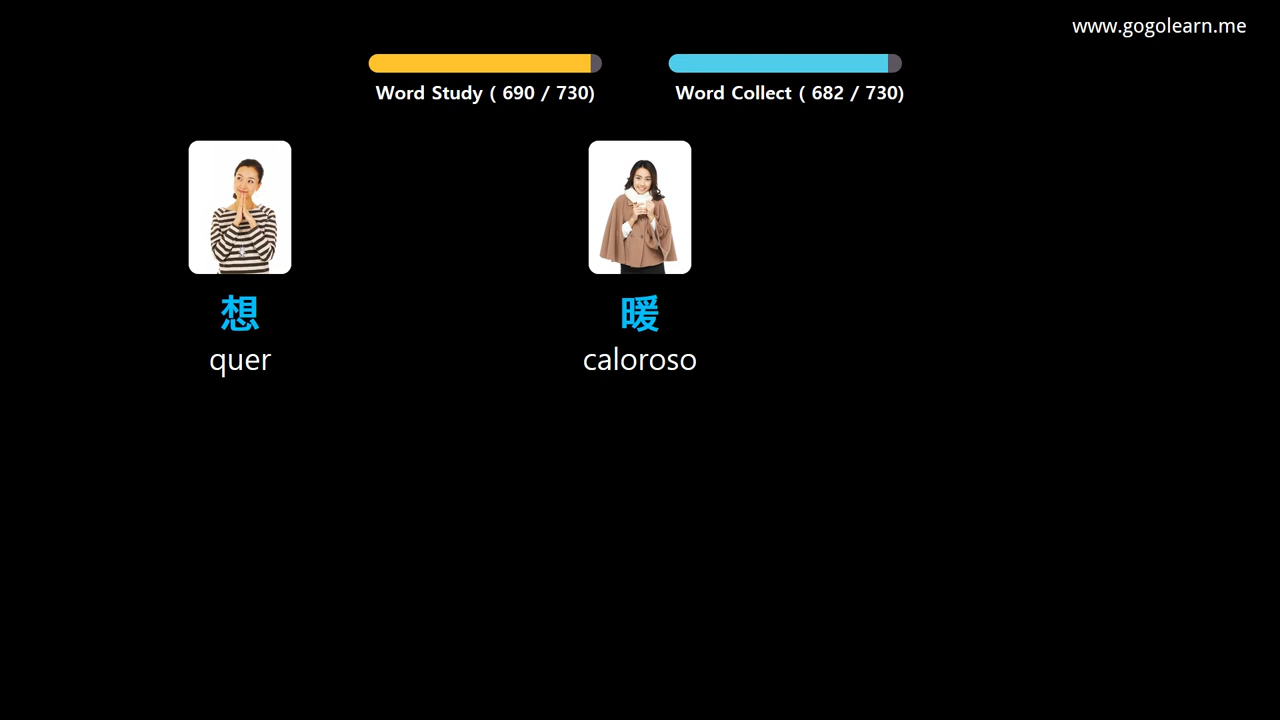 www.gogolearn.me
Word Study ( 690 / 730)
Word Collect ( 682 / 730)
想
quer
暖
caloroso